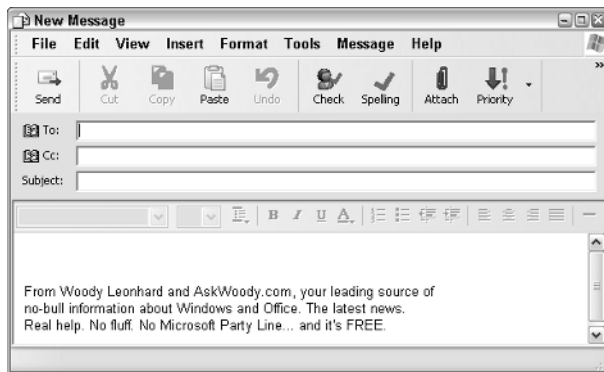 New Message
File Edit View Insert Format Tools Message Help
Send Cut Copy Paste Undo Check Spelling Attach Priority »
To:
Cc:
Subject:
B I U A
From Woody Leonhard and AskWoody.com, your leading source of
no-bull information about Windows and Office. The latest news.
Real help. No fluff. No Microsoft Party Line... and it's FREE.